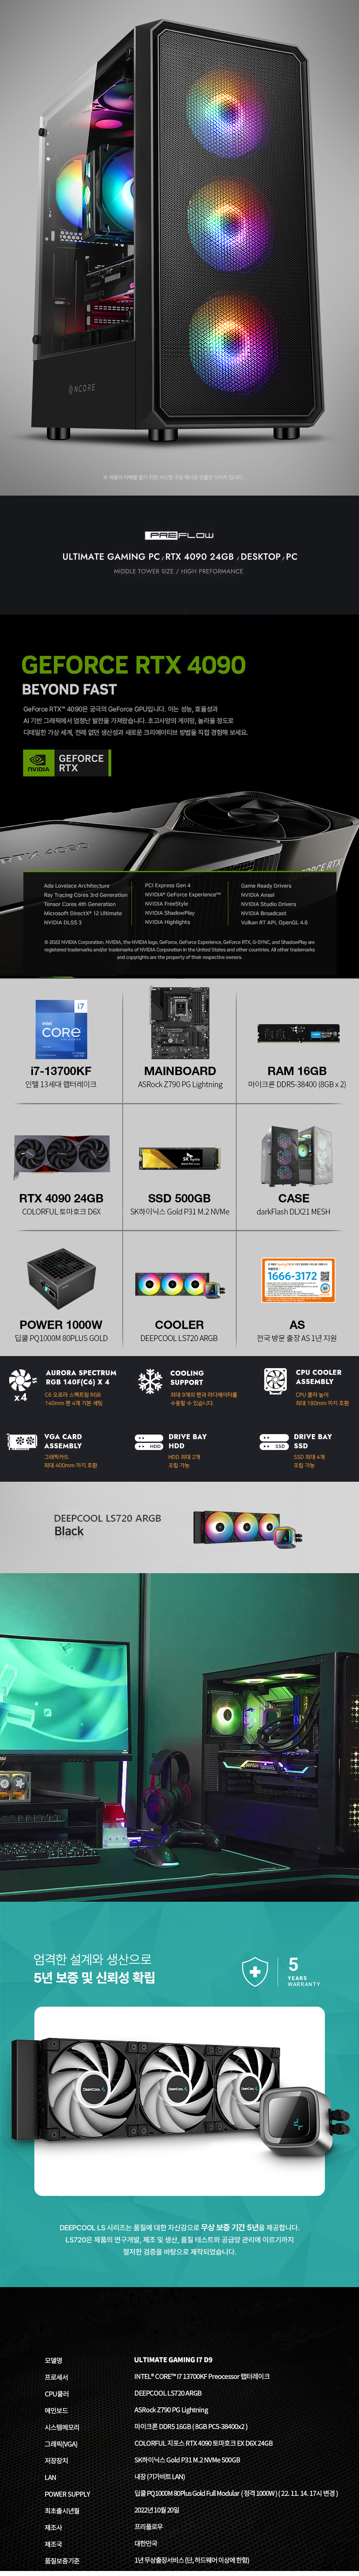 NCORE
PREFLOW
ULTIMATE GAMING PC / RTX 4090 24GB / DESKTOP / PC
MIDDLE TOWER SIZE / HIGH PREFORMANCE
GEFORCE RTX 4090
BEYOND FAST
GeForce RTX™ 4090은 궁극의 GeForce GPU입니다. 이는 성능, 효율성과
AI 기반 그래픽에서 엄청난 발전을 가져왔습니다. 초고사양의 게이밍, 놀라울 정도로
디테일한 가상 세계, 전례 없던 생산성과 새로운 크리에이티브 방법을 직접 경험해 보세요.
NVIDIA
GEFORCE
RTX
RTX 4090
Ada Lovelace Architecture
Ray Tracing Cores 3rd Generation
Tensor Cores 4th Generation
Microsoft DirectX® 12 Ultimate
NVIDIA DLSS 3
PCI Express Gen 4
NVIDIA® GeForce Experience™
NVIDIA FreeStyle
NVIDIA ShadowPlay
NVIDIA Highlights
Game Ready Drivers
NVIDIA Ansel
NVIDIA Studio Drivers
NVIDIA Broadcast
Vulkan RT API, OpenGL 4.6
© 2022 NVIDIA Corporation. NVIDIA, the NVIDIA logo, GeForce, GeForce Experience, GeForce RTX, G-SYNC, and ShadowPlay are
registered trademarks and/or trademarks of NVIDIA Corporation in the United States and other countries. All other trademarks
and copyrights are the property of their respective owners.
intel
CORE
i7
i7-13700KF
인텔 13세대 랩터레이크
MAINBOARD
ASRock Z790 PG Lightning
RAM 16GB
마이크론 DDR5-38400 (8GB x 2)
RTX 4090 24GB
COLORFUL 토마호크 D6X
SK hynix
SSD 500GB
SK하이닉스 Gold P31 M.2 NVMe
CASE
darkFlash DLX21 MESH
POWER 1000W
딥쿨 PQ1000M 80PLUS GOLD
COOLER
DEEPCOOL LS720 ARGB
1666-3172
AS
전국 방문 출장 AS 1년 지원
x4
AURORA SPECTRUM
RGB 140F(C6) X 4
C6 오로라 스펙트럼 RGB
140mm 팬 4개 기본 세팅
COOLING
SUPPORT
최대 9개의 팬과 라디에이터를
수용할 수 있습니다.
CPU COOLER
ASSEMBLY
CPU 쿨러 높이
최대 180mm 까지 호환
VGA CARD
ASSEMBLY
그래픽카드
최대 400mm 까지 호환
HDD
DRIVE BAY
HDD
HDD 최대 2개
조립 가능
SSD
DRIVE BAY
SSD
SSD 최대 4개
조립 가능
DEEPCOOL LS720 ARGB
Black
엄격한 설계와 생산으로
5년 보증 및 신뢰성 확립
5
YEARS
WARRANTY
DEEPCOOL
DEEPCOOL
DEEPCOOL
DEEPCOOL LS 시리즈는 품질에 대한 자신감으로 무상 보증 기간 5년을 제공합니다.
LS720은 제품의 연구개발, 제조 및 생산, 품질 테스트와 공급망 관리에 이르기까지
철저한 검증을 바탕으로 제작되었습니다.
모델명 ULTIMATE GAMING I7 D9
프로세서 INTEL® CORE™ I7 13700KF Preocessor 랩터레이크
CPU쿨러 DEEPCOOL LS720 ARGB
메인보드 ASRock Z790 PG Lightning
시스템메모리 마이크론 DDR5 16GB ( 8GB PC5-38400x2 )
그래픽(VGA) COLORFUL 지포스 RTX 4090 토마호크 EX D6X 24GB
저장장치 SK하이닉스 Gold P31 M.2 NVMe 500GB
LAN 내장 (기가비트 LAN)
POWER SUPPLY 딥쿨 PQ1000M 80Plus Gold Full Modular ( 정격 1000W ) ( 22. 11. 14. 17시 변경 )
최초출시년월 2022년 10월 20일
제조사 프리플로우
제조국 대한민국
품질보증기준 1년 무상출장서비스 (단, 하드웨어 이상에 한함)